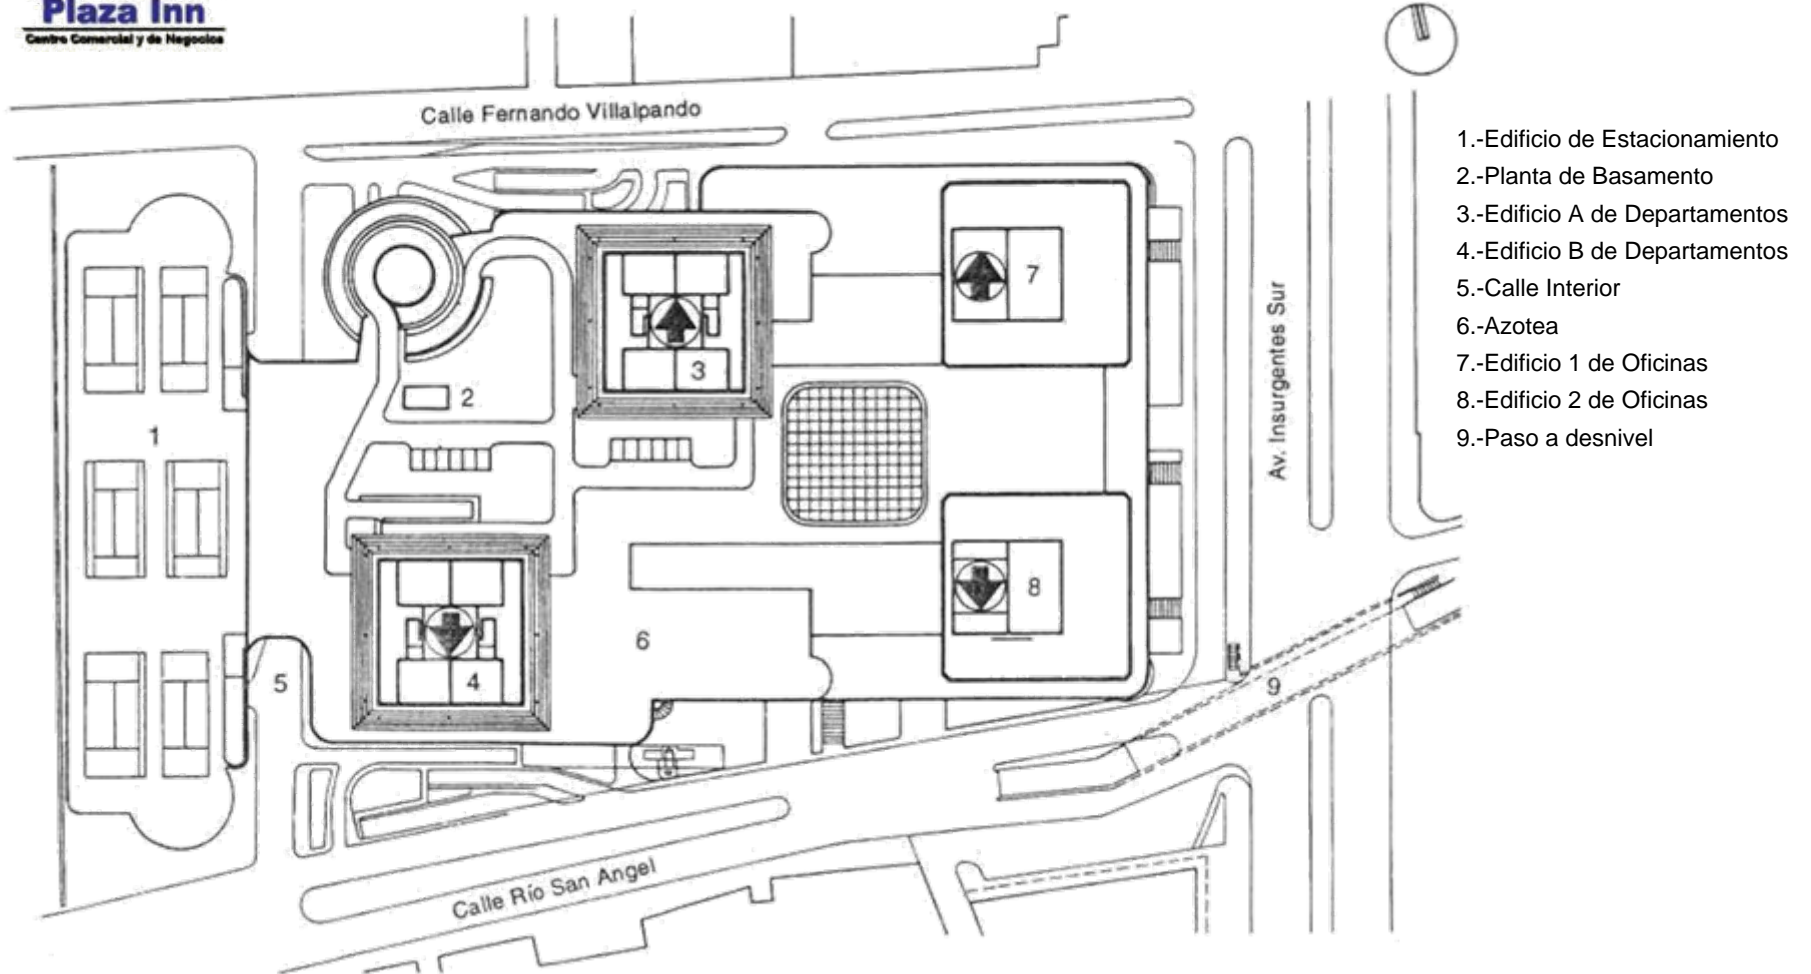 Plaza Inn
Centro Comercial y de Negocios
Calle Fernando Villalpando
1.-Edificio de Estacionamiento
2.-Planta de Basamento
3.-Edificio A de Departamentos
4.-Edificio B de Departamentos
5.-Calle Interior
6.-Azotea
7.-Edificio 1 de Oficinas
8.-Edificio 2 de Oficinas
9.-Paso a desnivel
7
3
2
1
Av. Insurgentes Sur
8
6
5
4
9
Calle Río San Angel